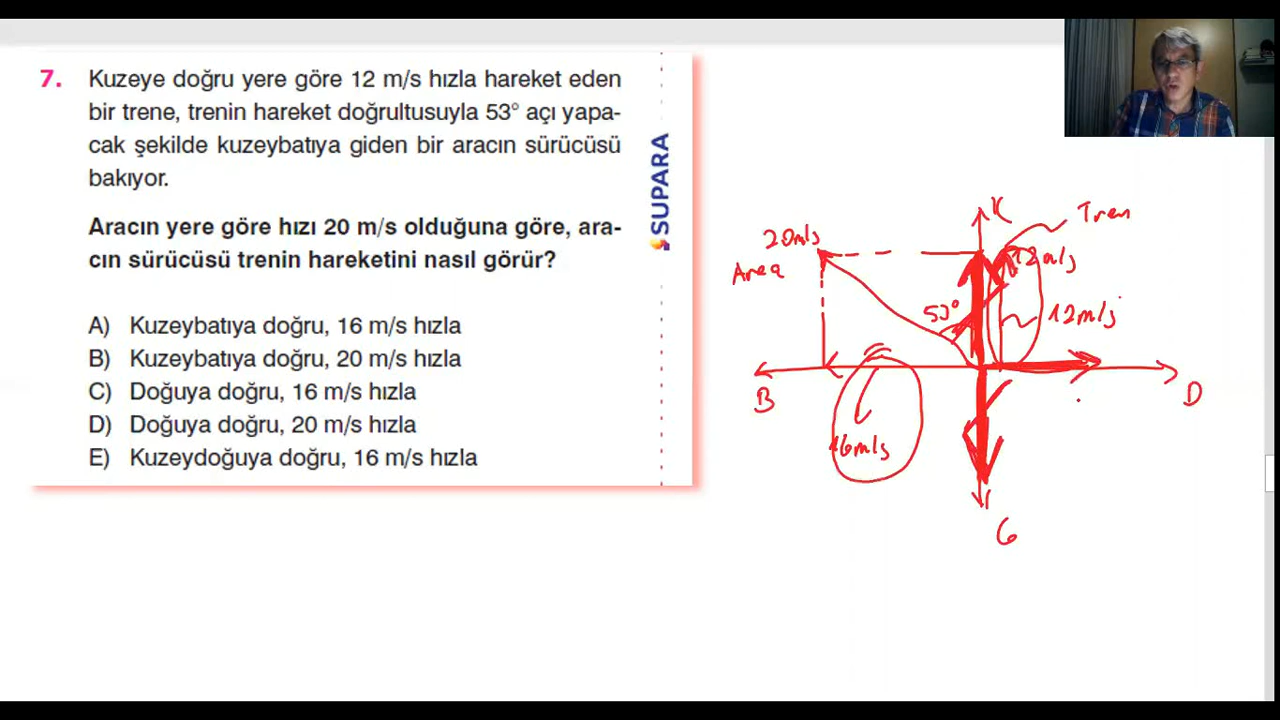 7. Kuzeye doğru yere göre 12 m/s hızla hareket eden
bir trene, trenin hareket doğrultusuyla 53° açı yapa-
cak şekilde kuzeybatıya giden bir aracın sürücüsü
bakıyor.
Aracın yere göre hızı 20 m/s olduğuna göre, ara-
cın sürücüsü trenin hareketini nasıl görür?
A) Kuzeybatıya doğru, 16 m/s hızla
B) Kuzeybatıya doğru, 20 m/s hızla
C) Doğuya doğru, 16 m/s hızla
D) Doğuya doğru, 20 m/s hızla
E) Kuzeydoğuya doğru, 16 m/s hızla
SUPARA
K
Tren
20m/s
12m/s
53°
12m/s
B
D
16m/s
G